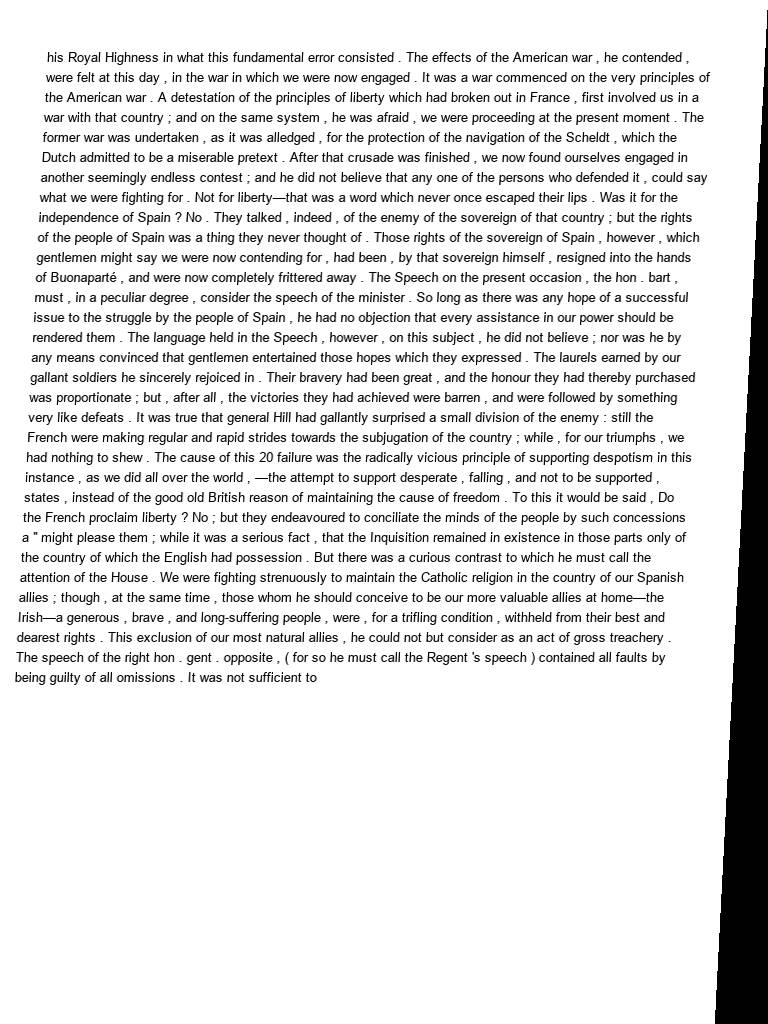 his Royal Highness in what this fundamental error consisted . The effects of the American war , he contended ,
were felt at this day , in the war in which we were now engaged . It was a war commenced on the very principles of
the American war . A detestation of the principles of liberty which had broken out in France , first involved us in a
war with that country ; and on the same system , he was afraid , we were proceeding at the present moment . The
former war was undertaken , as it was alledged , for the protection of the navigation of the Scheldt , which the
Dutch admitted to be a miserable pretext . After that crusade was finished , we now found ourselves engaged in
another seemingly endless contest ; and he did not believe that any one of the persons who defended it , could say
what we were fighting for . Not for liberty—that was a word which never once escaped their lips . Was it for the
independence of Spain ? No . They talked , indeed , of the enemy of the sovereign of that country ; but the rights
of the people of Spain was a thing they never thought of . Those rights of the sovereign of Spain , however , which
gentlemen might say we were now contending for , had been , by that sovereign himself , resigned into the hands
of Buonaparté , and were now completely frittered away . The Speech on the present occasion , the hon . bart ,
must , in a peculiar degree , consider the speech of the minister . So long as there was any hope of a successful
issue to the struggle by the people of Spain , he had no objection that every assistance in our power should be
rendered them . The language held in the Speech , however , on this subject , he did not believe ; nor was he by
any means convinced that gentlemen entertained those hopes which they expressed . The laurels earned by our
gallant soldiers he sincerely rejoiced in . Their bravery had been great , and the honour they had thereby purchased
was proportionate ; but , after all , the victories they had achieved were barren , and were followed by something
very like defeats . It was true that general Hill had gallantly surprised a small division of the enemy : still the
French were making regular and rapid strides towards the subjugation of the country ; while , for our triumphs , we
had nothing to shew . The cause of this 20 failure was the radically vicious principle of supporting despotism in this
instance , as we did all over the world , —the attempt to support desperate , falling , and not to be supported ,
states , instead of the good old British reason of maintaining the cause of freedom . To this it would be said , Do
the French proclaim liberty ? No ; but they endeavoured to conciliate the minds of the people by such concessions
a " might please them ; while it was a serious fact , that the Inquisition remained in existence in those parts only of
the country of which the English had possession . But there was a curious contrast to which he must call the
attention of the House . We were fighting strenuously to maintain the Catholic religion in the country of our Spanish
allies ; though , at the same time , those whom he should conceive to be our more valuable allies at home—the
Irish—a generous , brave , and long-suffering people , were , for a trifling condition , withheld from their best and
dearest rights . This exclusion of our most natural allies , he could not but consider as an act of gross treachery .
The speech of the right hon . gent . opposite , ( for so he must call the Regent 's speech ) contained all faults by
being guilty of all omissions . It was not sufficient to